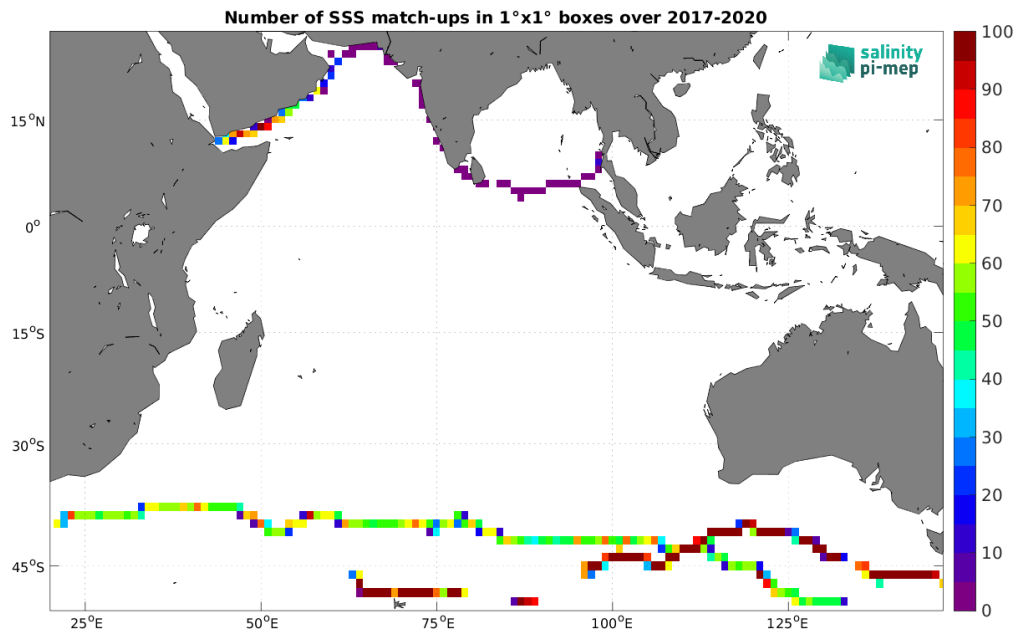 Number of SSS match-ups in 1°x1° boxes over 2017-2020
salinity
pi-mep
100
90
80
70
60
50
40
30
20
10
0
15°N
0°
15°S
30°S
45°S
25°E
50°E
75°E
100°E
125°E